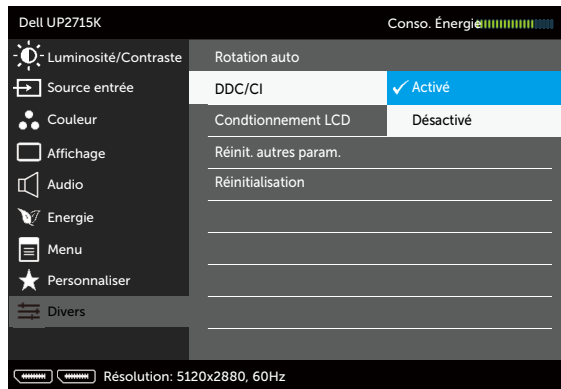 Dell UP2715K
Conso. Énergie
Luminosité/Contraste
Rotation auto
Source entrée
DDC/CI
Activé
Couleur
Condtionnement LCD
Désactivé
Affichage
Réinit. autres param.
Audio
Réinitialisation
Energie
Menu
Personnaliser
Divers
Résolution: 5120x2880, 60Hz